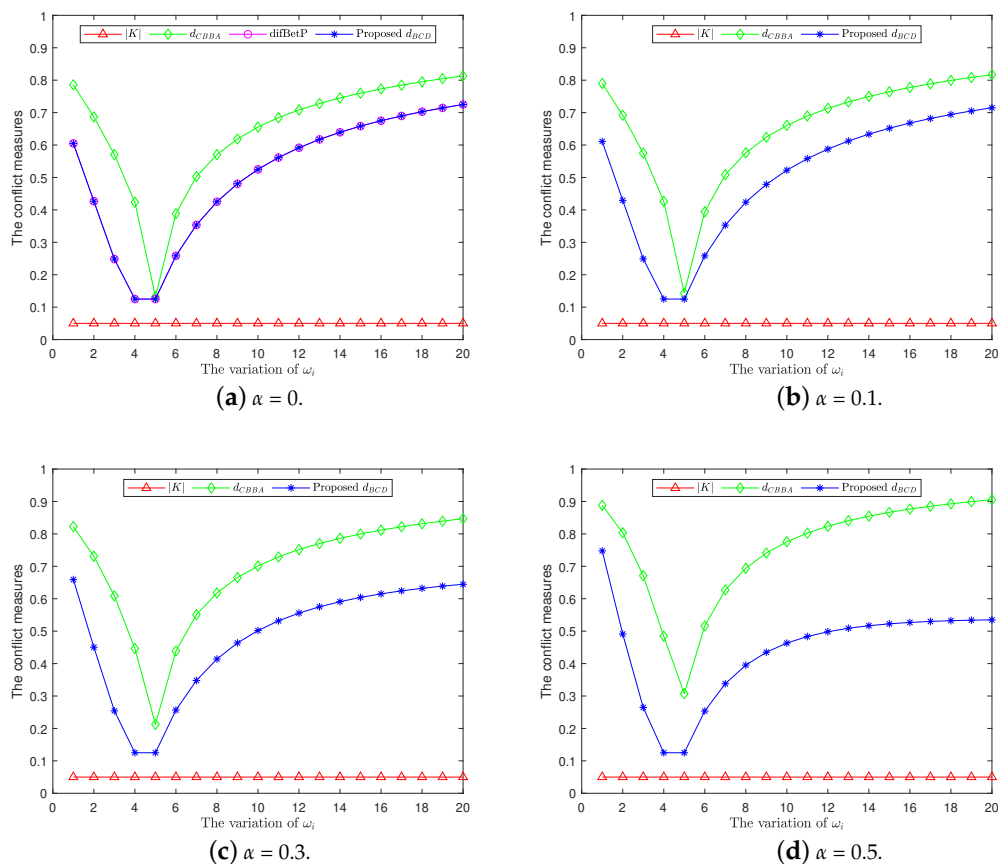 |K| d_CBBA difBetP Proposed d_BCD
The conflict measures
1
0.9
0.8
0.7
0.6
0.5
0.4
0.3
0.2
0.1
0
0 2 4 6 8 10 12 14 16 18 20
The variation of ω_i
(a) α = 0.
|K| d_CBBA Proposed d_BCD
The conflict measures
1
0.9
0.8
0.7
0.6
0.5
0.4
0.3
0.2
0.1
0
0 2 4 6 8 10 12 14 16 18 20
The variation of ω_i
(b) α = 0.1.
|K| d_CBBA Proposed d_BCD
The conflict measures
1
0.9
0.8
0.7
0.6
0.5
0.4
0.3
0.2
0.1
0
0 2 4 6 8 10 12 14 16 18 20
The variation of ω_i
(c) α = 0.3.
|K| d_CBBA Proposed d_BCD
The conflict measures
1
0.9
0.8
0.7
0.6
0.5
0.4
0.3
0.2
0.1
0
0 2 4 6 8 10 12 14 16 18 20
The variation of ω_i
(d) α = 0.5.